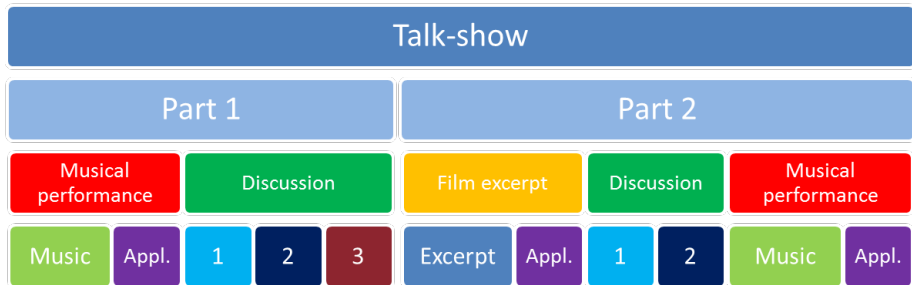 Talk-show
Part 1
Part 2
Musical
performance
Discussion
Film excerpt
Discussion
Musical
performance
Music
Appl.
1
2
3
Excerpt
Appl.
1
2
Music
Appl.